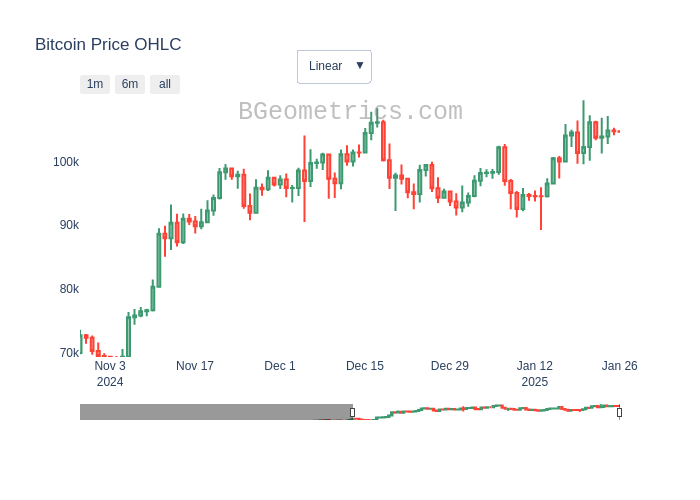 Bitcoin Price OHLC
Linear ▼
1m 6m all
BGeometrics.com
100k
90k
80k
70k
Nov 3 Nov 17 Dec 1 Dec 15 Dec 29 Jan 12 Jan 26
2024 2025